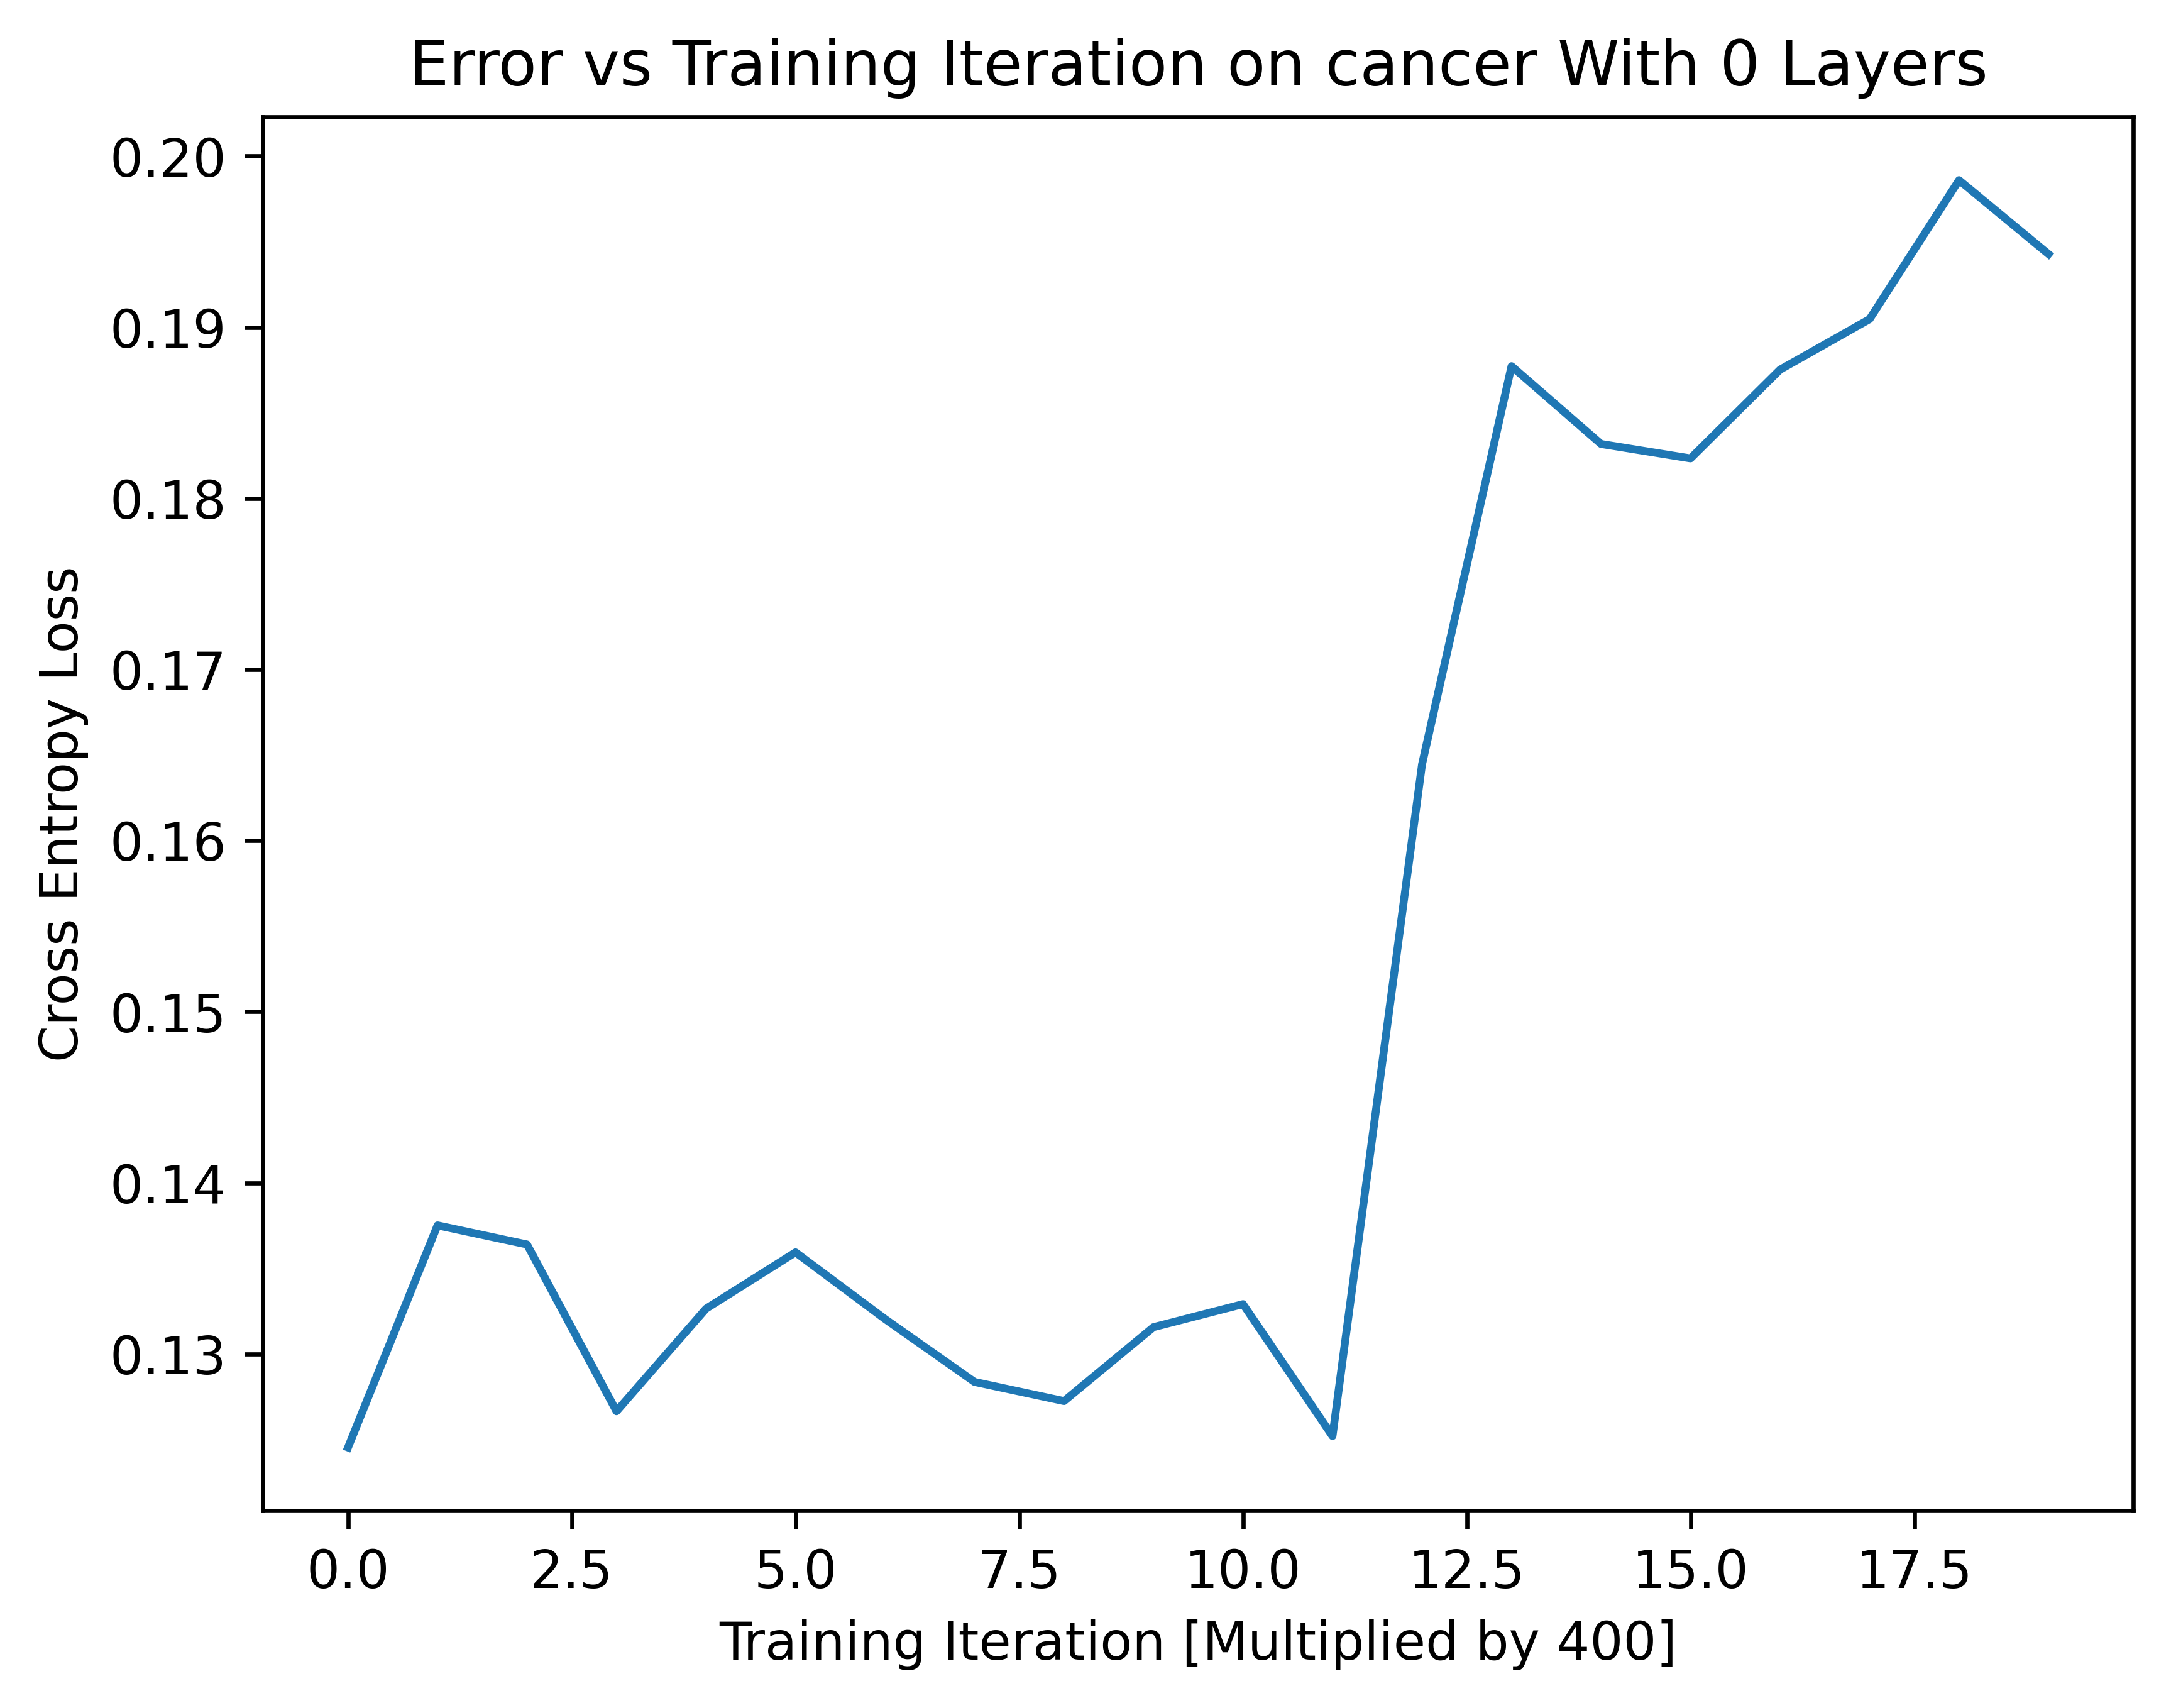 Error vs Training Iteration on cancer With 0 Layers
0.20
0.19
0.18
0.17
0.16
0.15
0.14
0.13
Cross Entropy Loss
0.0 2.5 5.0 7.5 10.0 12.5 15.0 17.5
Training Iteration [Multiplied by 400]